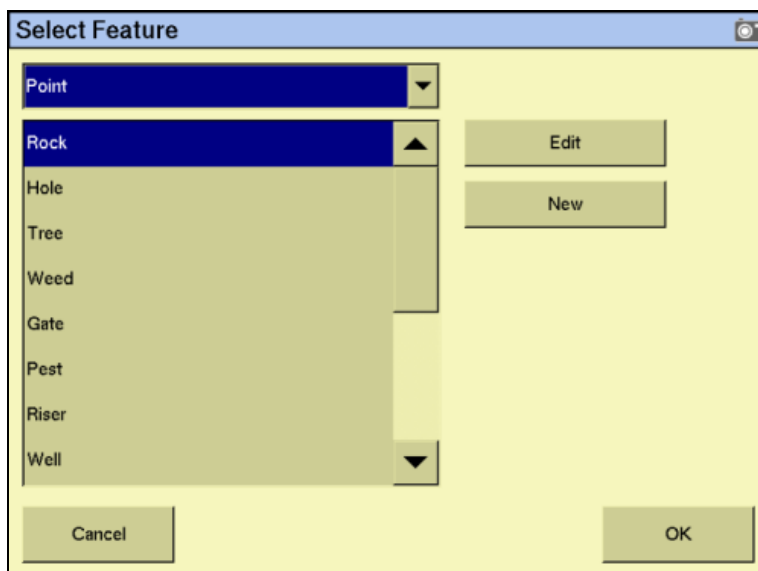 Select Feature
Point
Rock
Edit
Hole
New
Tree
Weed
Gate
Pest
Riser
Well
Cancel
OK